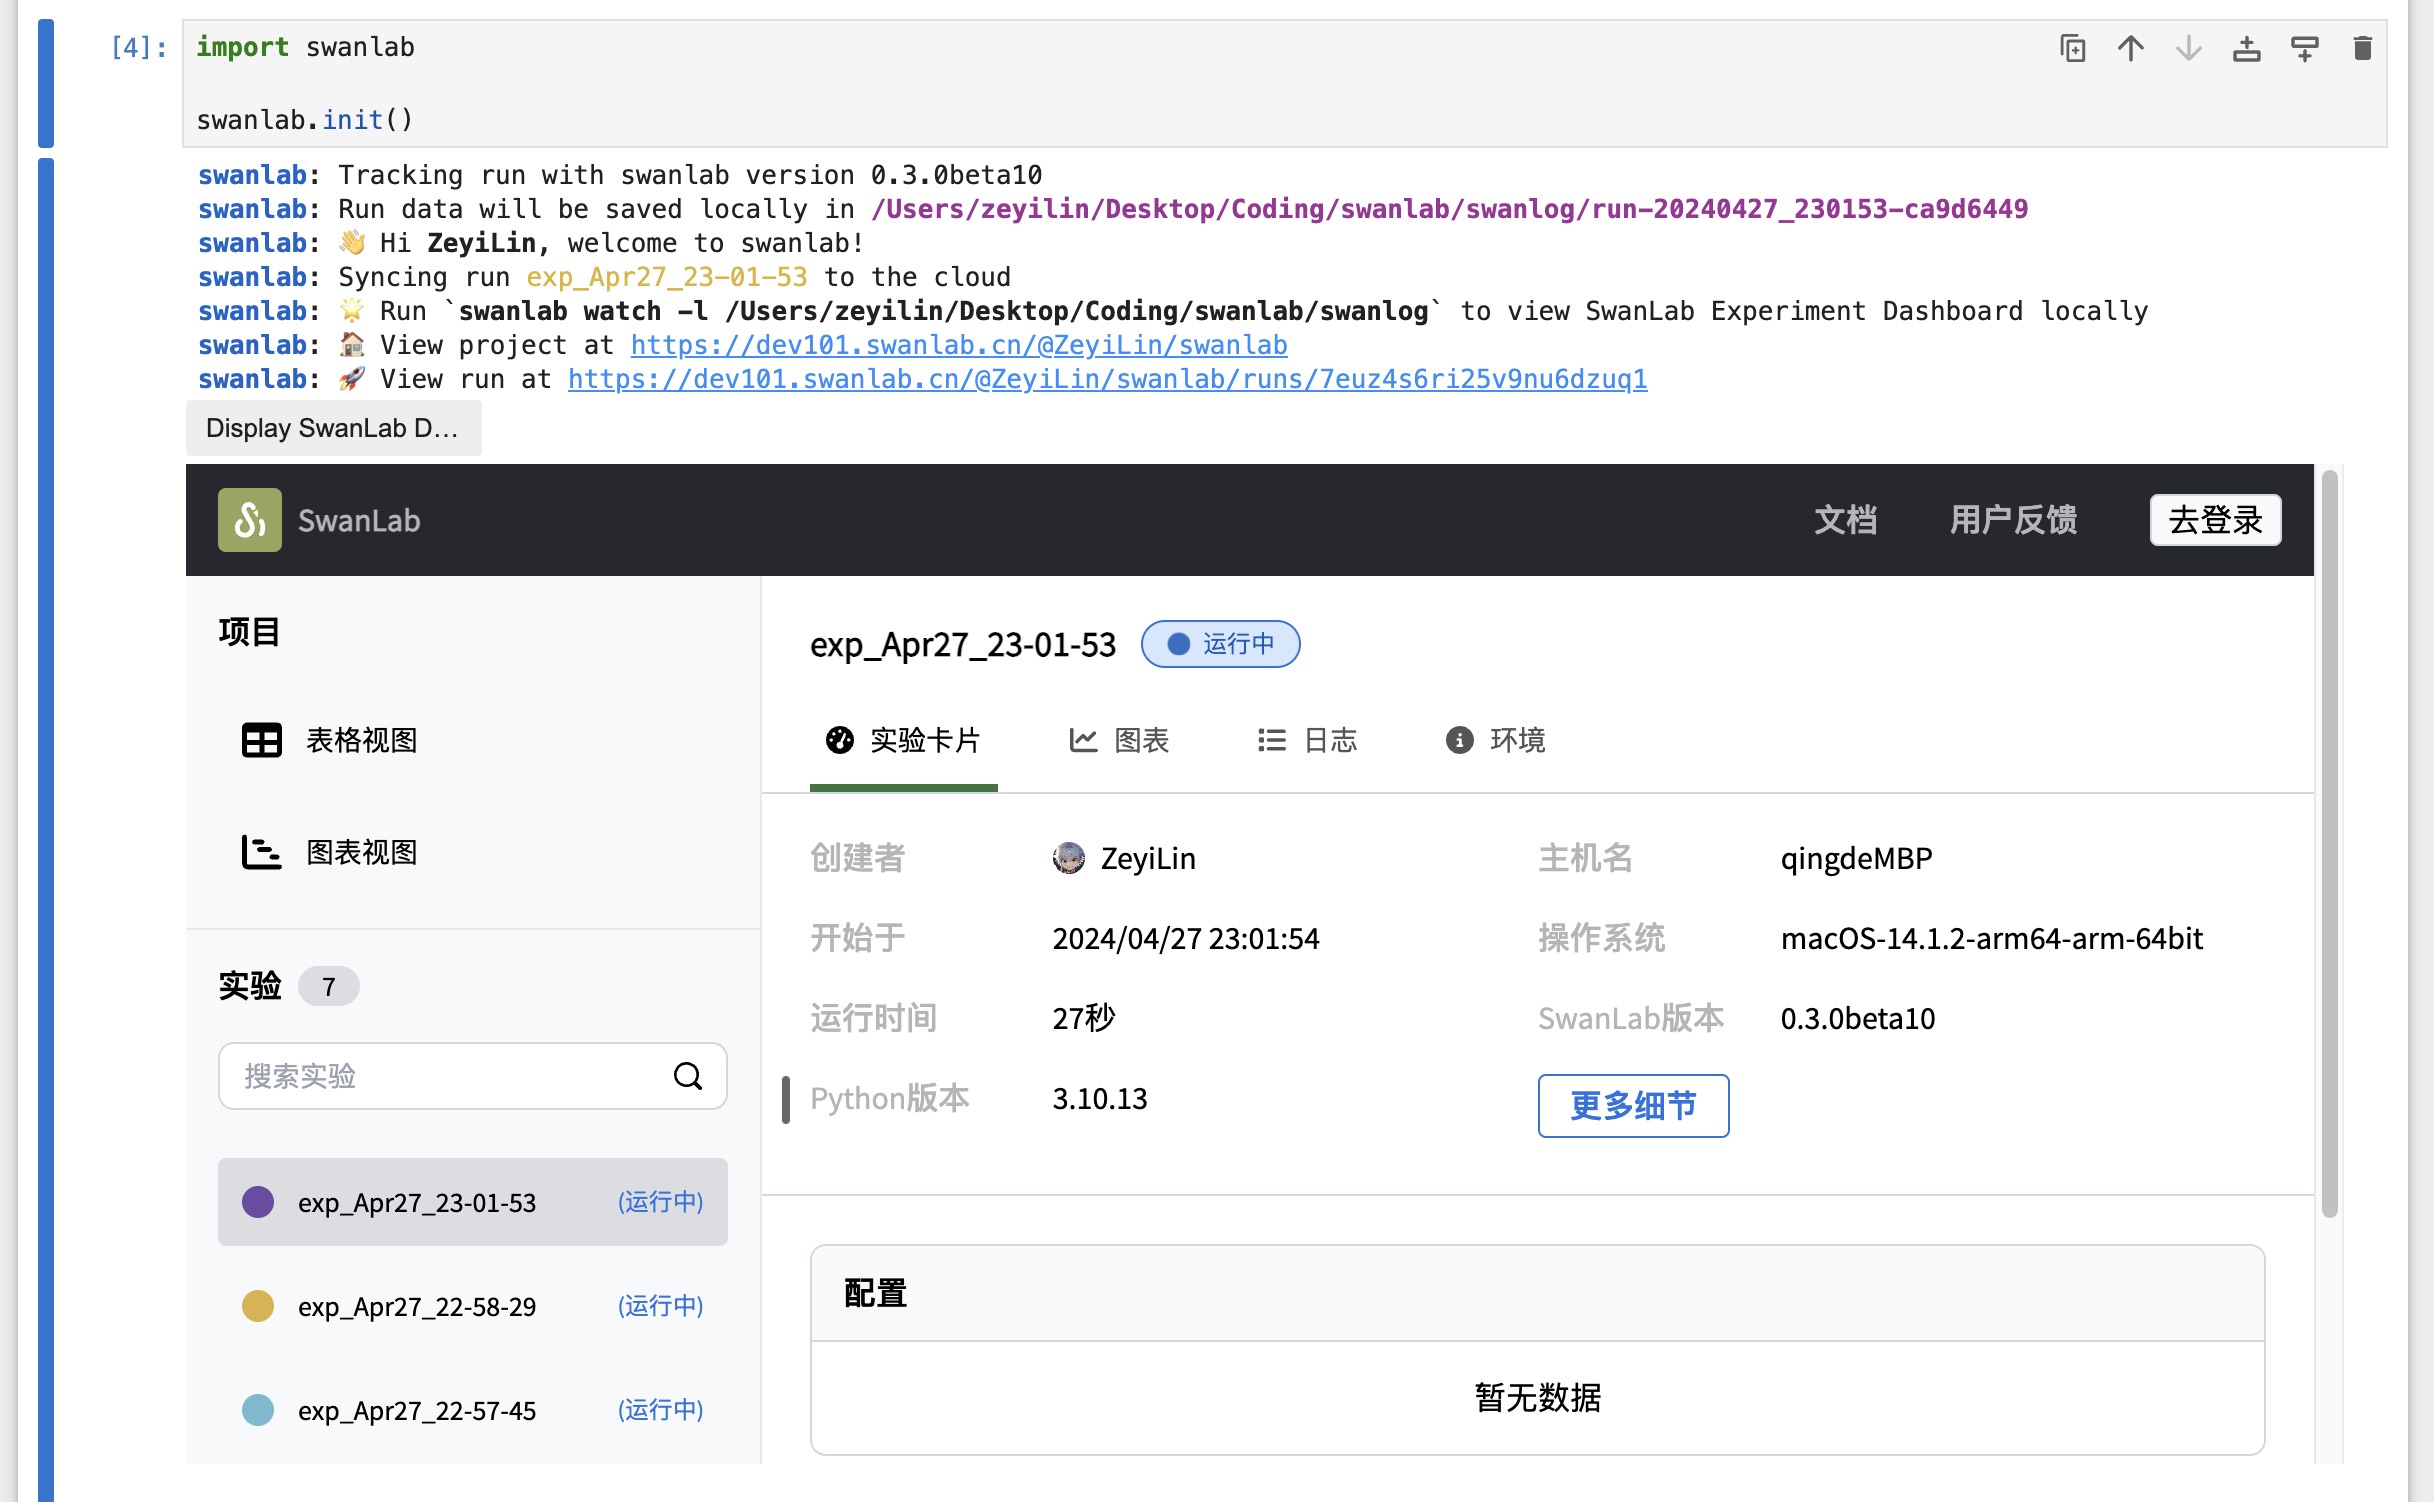 [4]: import swanlab
swanlab.init()
swanlab: Tracking run with swanlab version 0.3.0beta10
swanlab: Run data will be saved locally in /Users/zeyilin/Desktop/Coding/swanlab/swanlog/run-20240427_230153-ca9d6449
swanlab: 👋 Hi ZeyiLin, welcome to swanlab!
swanlab: Syncing run exp_Apr27_23-01-53 to the cloud
swanlab: 🌟 Run `swanlab watch -l /Users/zeyilin/Desktop/Coding/swanlab/swanlog` to view SwanLab Experiment Dashboard locally
swanlab: 🏠 View project at https://dev101.swanlab.cn/@ZeyiLin/swanlab
swanlab: 🚀 View run at https://dev101.swanlab.cn/@ZeyiLin/swanlab/runs/7euz4s6ri25v9nu6dzuq1
Display SwanLab D...
SwanLab 文档 用户反馈 去登录
项目
表格视图
图表视图
实验 7
搜索实验
exp_Apr27_23-01-53 (运行中)
exp_Apr27_22-58-29 (运行中)
exp_Apr27_22-57-45 (运行中)
exp_Apr27_23-01-53 运行中
实验卡片 图表 日志 环境
创建者 ZeyiLin 主机名 qingdeMBP
开始于 2024/04/27 23:01:54 操作系统 macOS-14.1.2-arm64-arm-64bit
运行时间 27秒 SwanLab版本 0.3.0beta10
Python版本 3.10.13 更多细节
配置
暂无数据